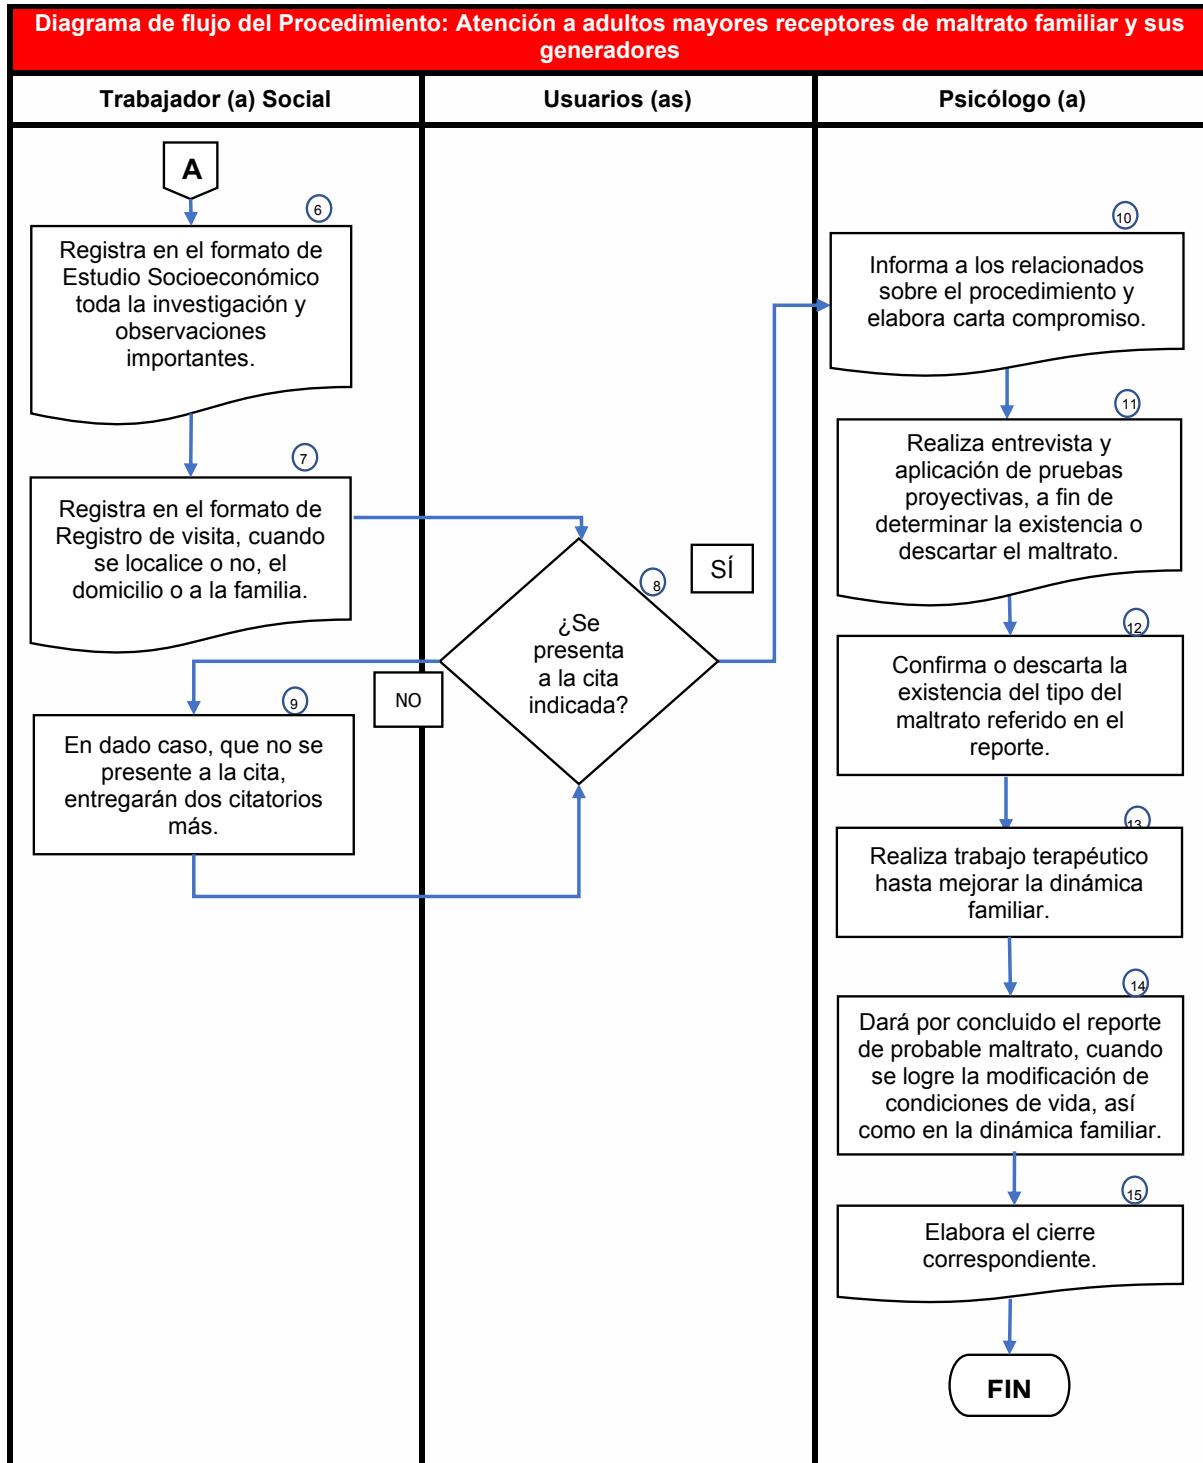 Diagrama de flujo del Procedimiento: Atención a adultos mayores receptores de maltrato familiar y sus
generadores
Trabajador (a) Social
Usuarios (as)
Psicólogo (a)
A
6
Registra en el formato de
Estudio Socioeconómico
toda la investigación y
observaciones
importantes.
7
Registra en el formato de
Registro de visita, cuando
se localice o no, el
domicilio o a la familia.
8
¿Se
presenta
a la cita
indicada?
SÍ
NO
9
En dado caso, que no se
presente a la cita,
entregarán dos citatorios
más.
10
Informa a los relacionados
sobre el procedimiento y
elabora carta compromiso.
11
Realiza entrevista y
aplicación de pruebas
proyectivas, a fin de
determinar la existencia o
descartar el maltrato.
12
Confirma o descarta la
existencia del tipo del
maltrato referido en el
reporte.
13
Realiza trabajo terapéutico
hasta mejorar la dinámica
familiar.
14
Dará por concluido el reporte
de probable maltrato, cuando
se logre la modificación de
condiciones de vida, así
como en la dinámica familiar.
15
Elabora el cierre
correspondiente.
FIN